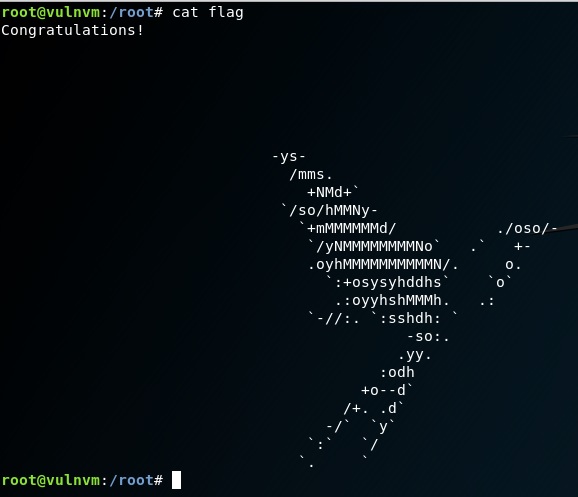 root@vulnvm:/root# cat flag
Congratulations!
                              -ys-
                                /mms.
                                  +NMd+`
                               `/so/hMMNy-
                                 `+mMMMMMMd/           ./oso/-
                                  `/yNMMMMMMMMNo`   .`   +-
                                  .oyhMMMMMMMMMMN/.     o.
                                    `:+osysyhddhs`    `o`
                                     .:oyyhshMMMh.   .:
                                  `-//:. `:sshdh: `
                                             -so:.
                                            .yy.
                                          :odh
                                        +o--d`
                                      /+. .d`
                                    -/`  `y`
                                  `:`   `/
                                 `.     `
root@vulnvm:/root#